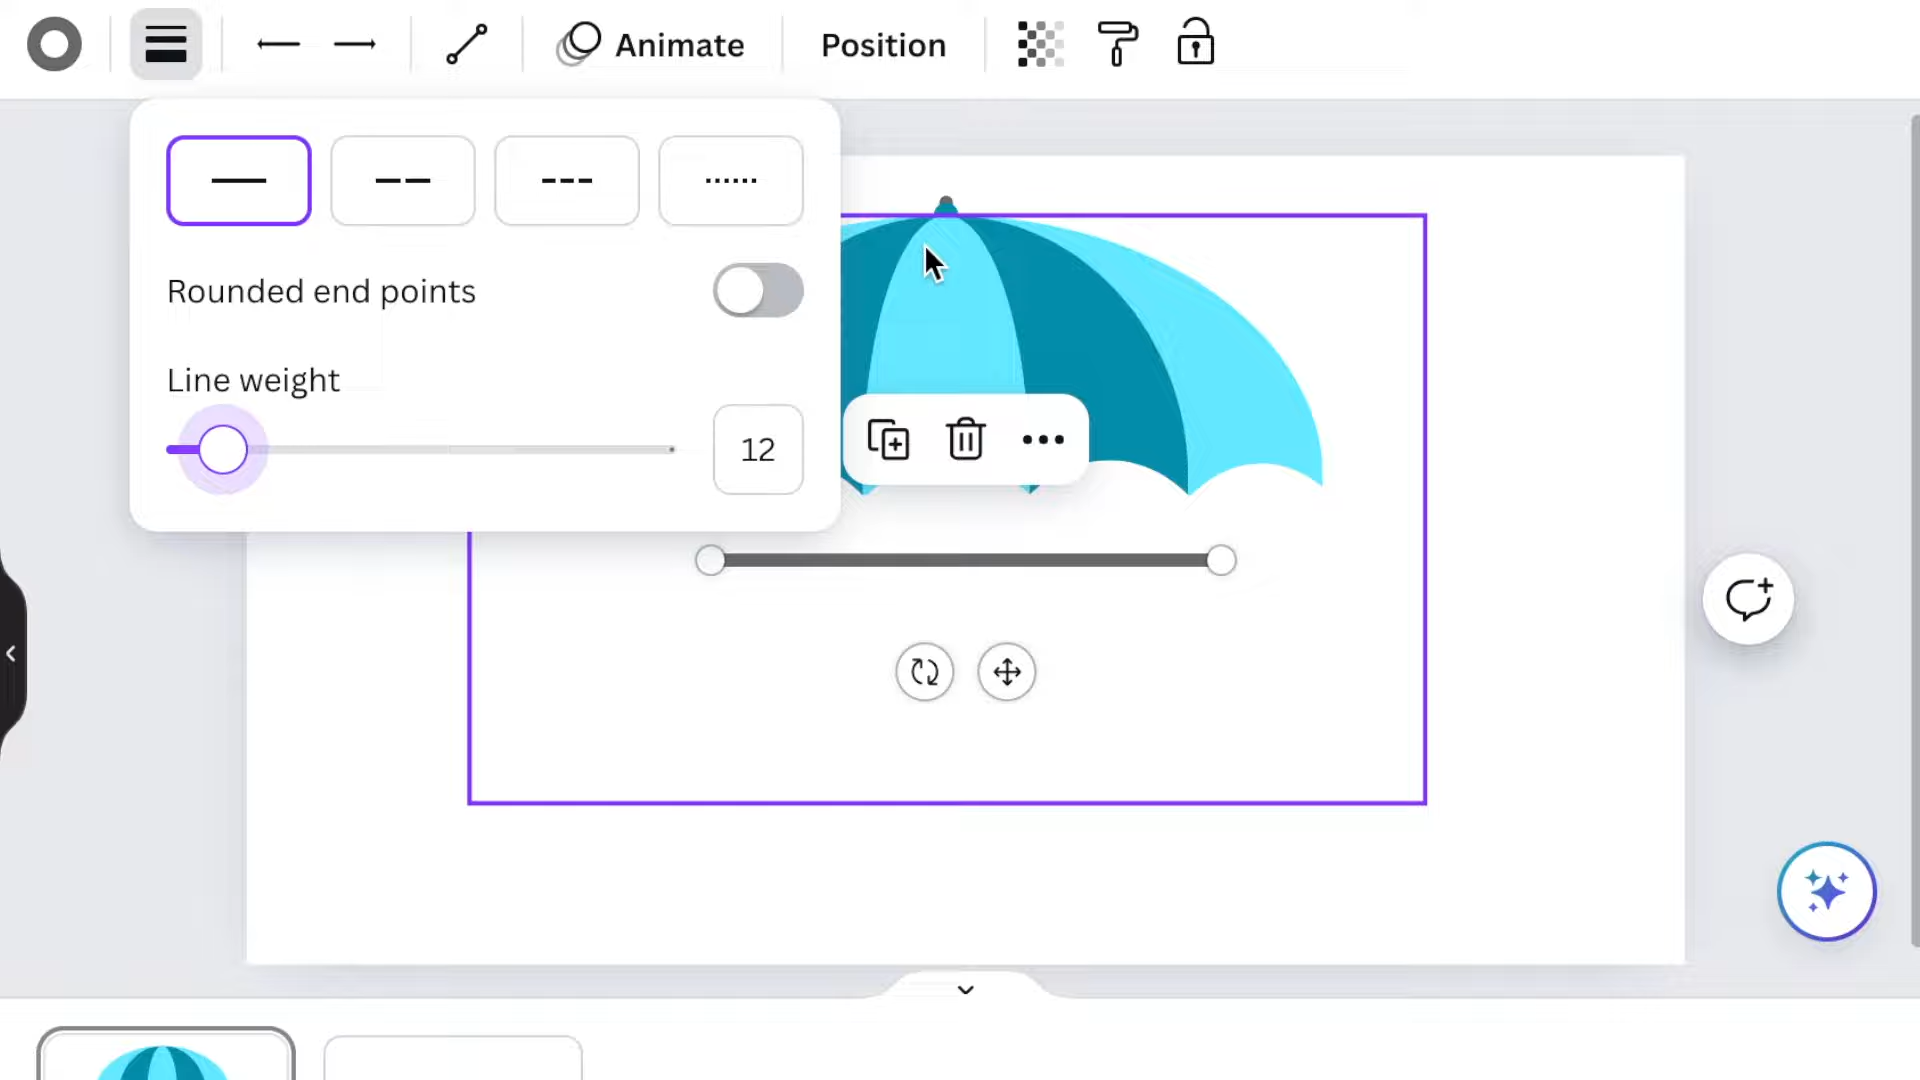 Animate
Position
Rounded end points
Line weight
12